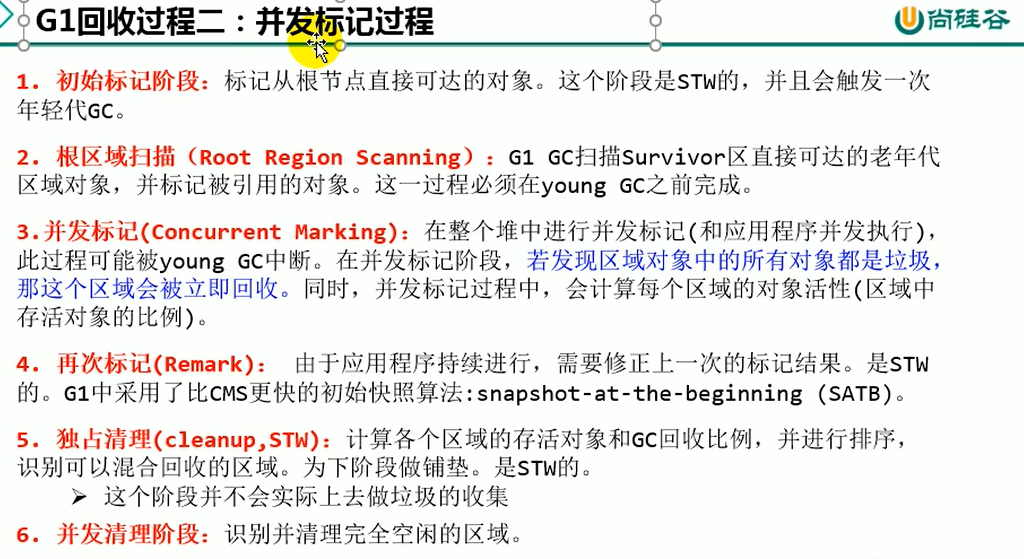 G1回收过程二：并发标记过程
尚硅谷
1. 初始标记阶段：标记从根节点直接可达的对象。这个阶段是STW的，并且会触发一次
年轻代GC。
2. 根区域扫描（Root Region Scanning）：G1 GC扫描Survivor区直接可达的老年代
区域对象，并标记被引用的对象。这一过程必须在young GC之前完成。
3.并发标记(Concurrent Marking)：在整个堆中进行并发标记(和应用程序并发执行)，
此过程可能被young GC中断。在并发标记阶段，若发现区域对象中的所有对象都是垃圾，
那这个区域会被立即回收。同时，并发标记过程中，会计算每个区域的对象活性(区域中
存活对象的比例)。
4. 再次标记(Remark)： 由于应用程序持续进行，需要修正上一次的标记结果。是STW
的。G1中采用了比CMS更快的初始快照算法:snapshot-at-the-beginning (SATB)。
5. 独占清理(cleanup,STW)：计算各个区域的存活对象和GC回收比例，并进行排序，
识别可以混合回收的区域。为下阶段做铺垫。是STW的。
➢ 这个阶段并不会实际上去做垃圾的收集
6. 并发清理阶段：识别并清理完全空闲的区域。